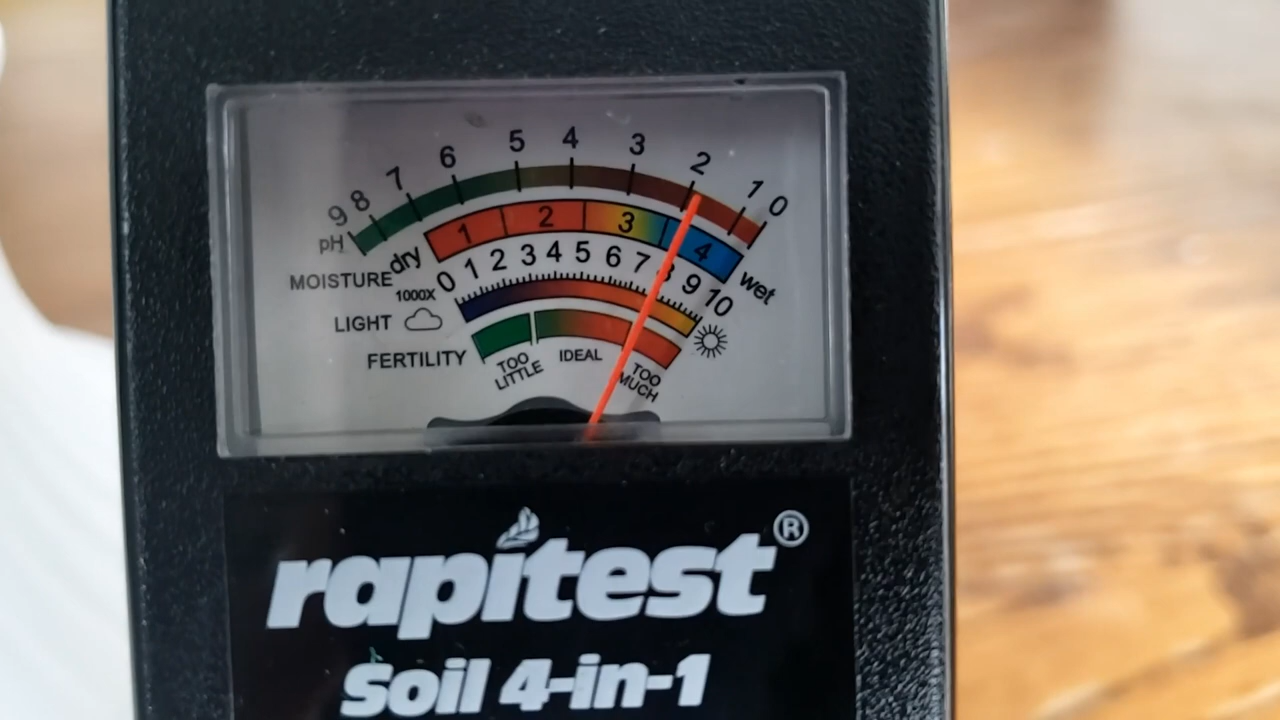 9 8 7 6 5 4 3 2 1 0
pH
MOISTURE dry 1 2 3 4 wet
0 1 2 3 4 5 6 7 8 9 10
1000X
LIGHT
FERTILITY
TOO LITTLE
IDEAL
TOO MUCH
rapitest®
Soil 4-in-1